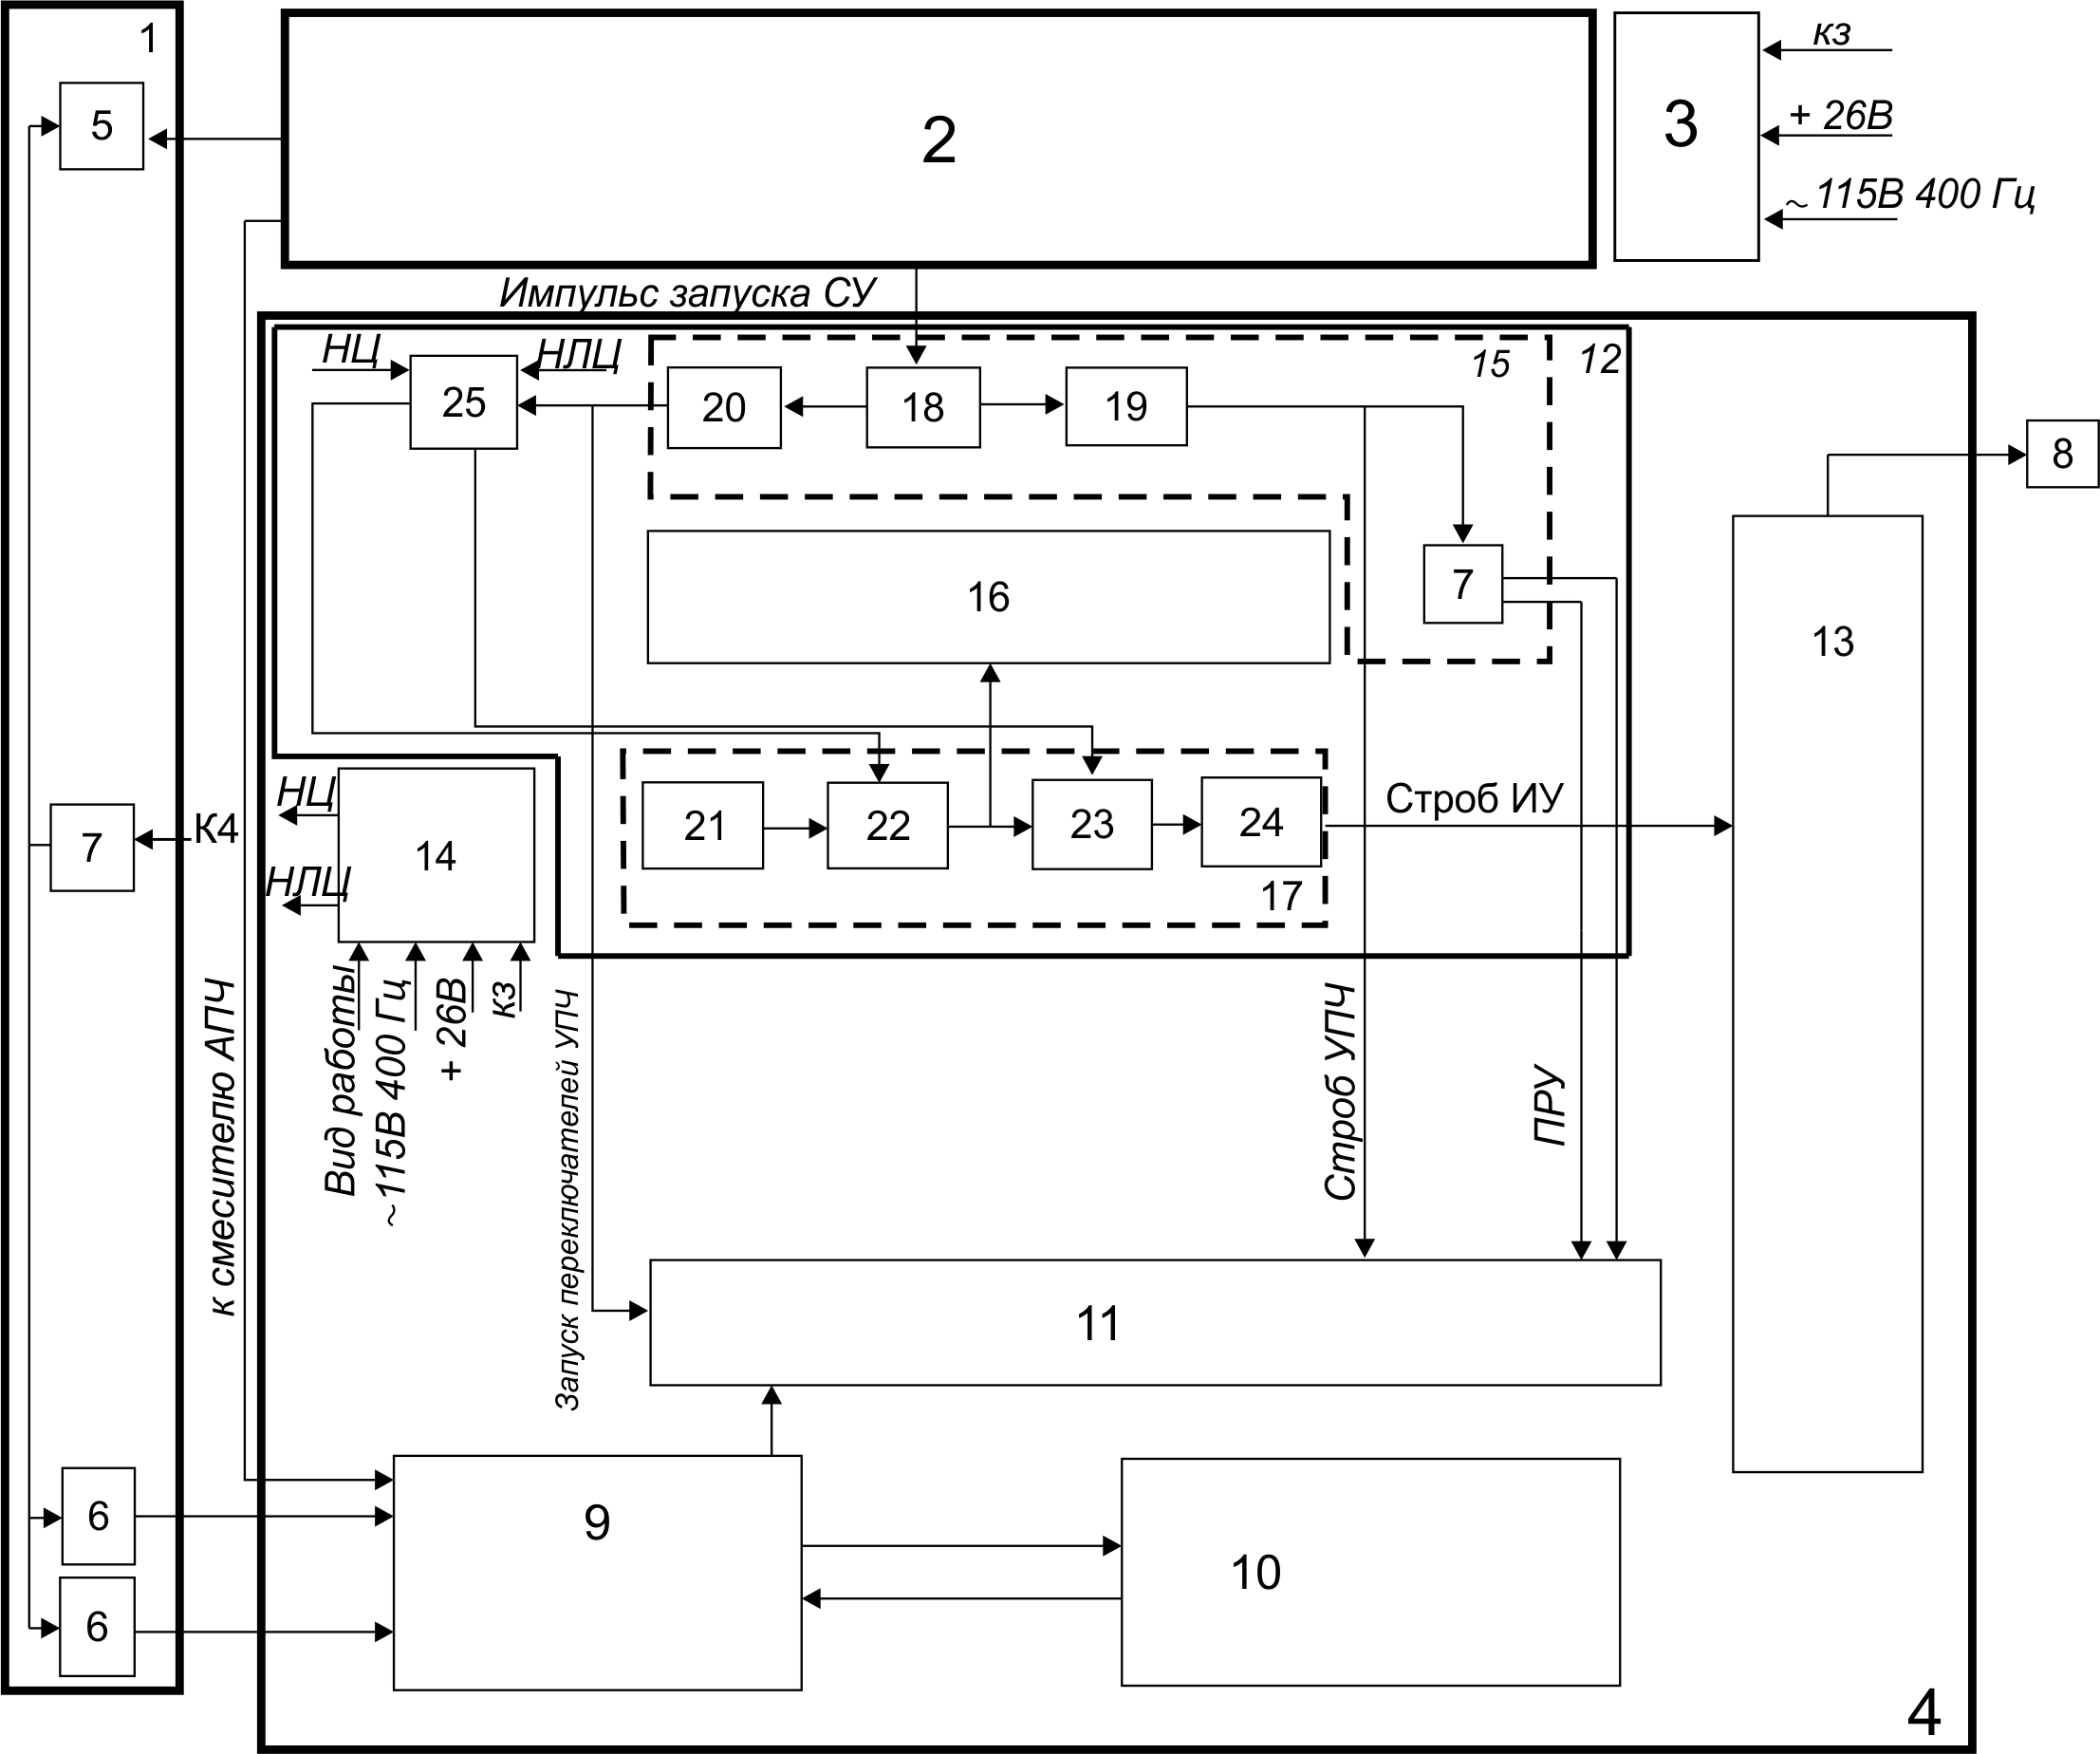 1
2
3
кз
+ 26В
~ 115В 400 Гц
5
Импульс запуска СУ
НЦ
НЛЦ
25
20
18
19
15
12
8
16
7
13
НЦ
НЛЦ
14
21
22
23
24
17
Строб ИУ
7
К4
к смесителю АПЧ
Вид работы
~115В 400 Гц
+ 26В
кз
Запуск переключателей УПЧ
Строб УПЧ
ПРУ
11
9
10
6
6
4